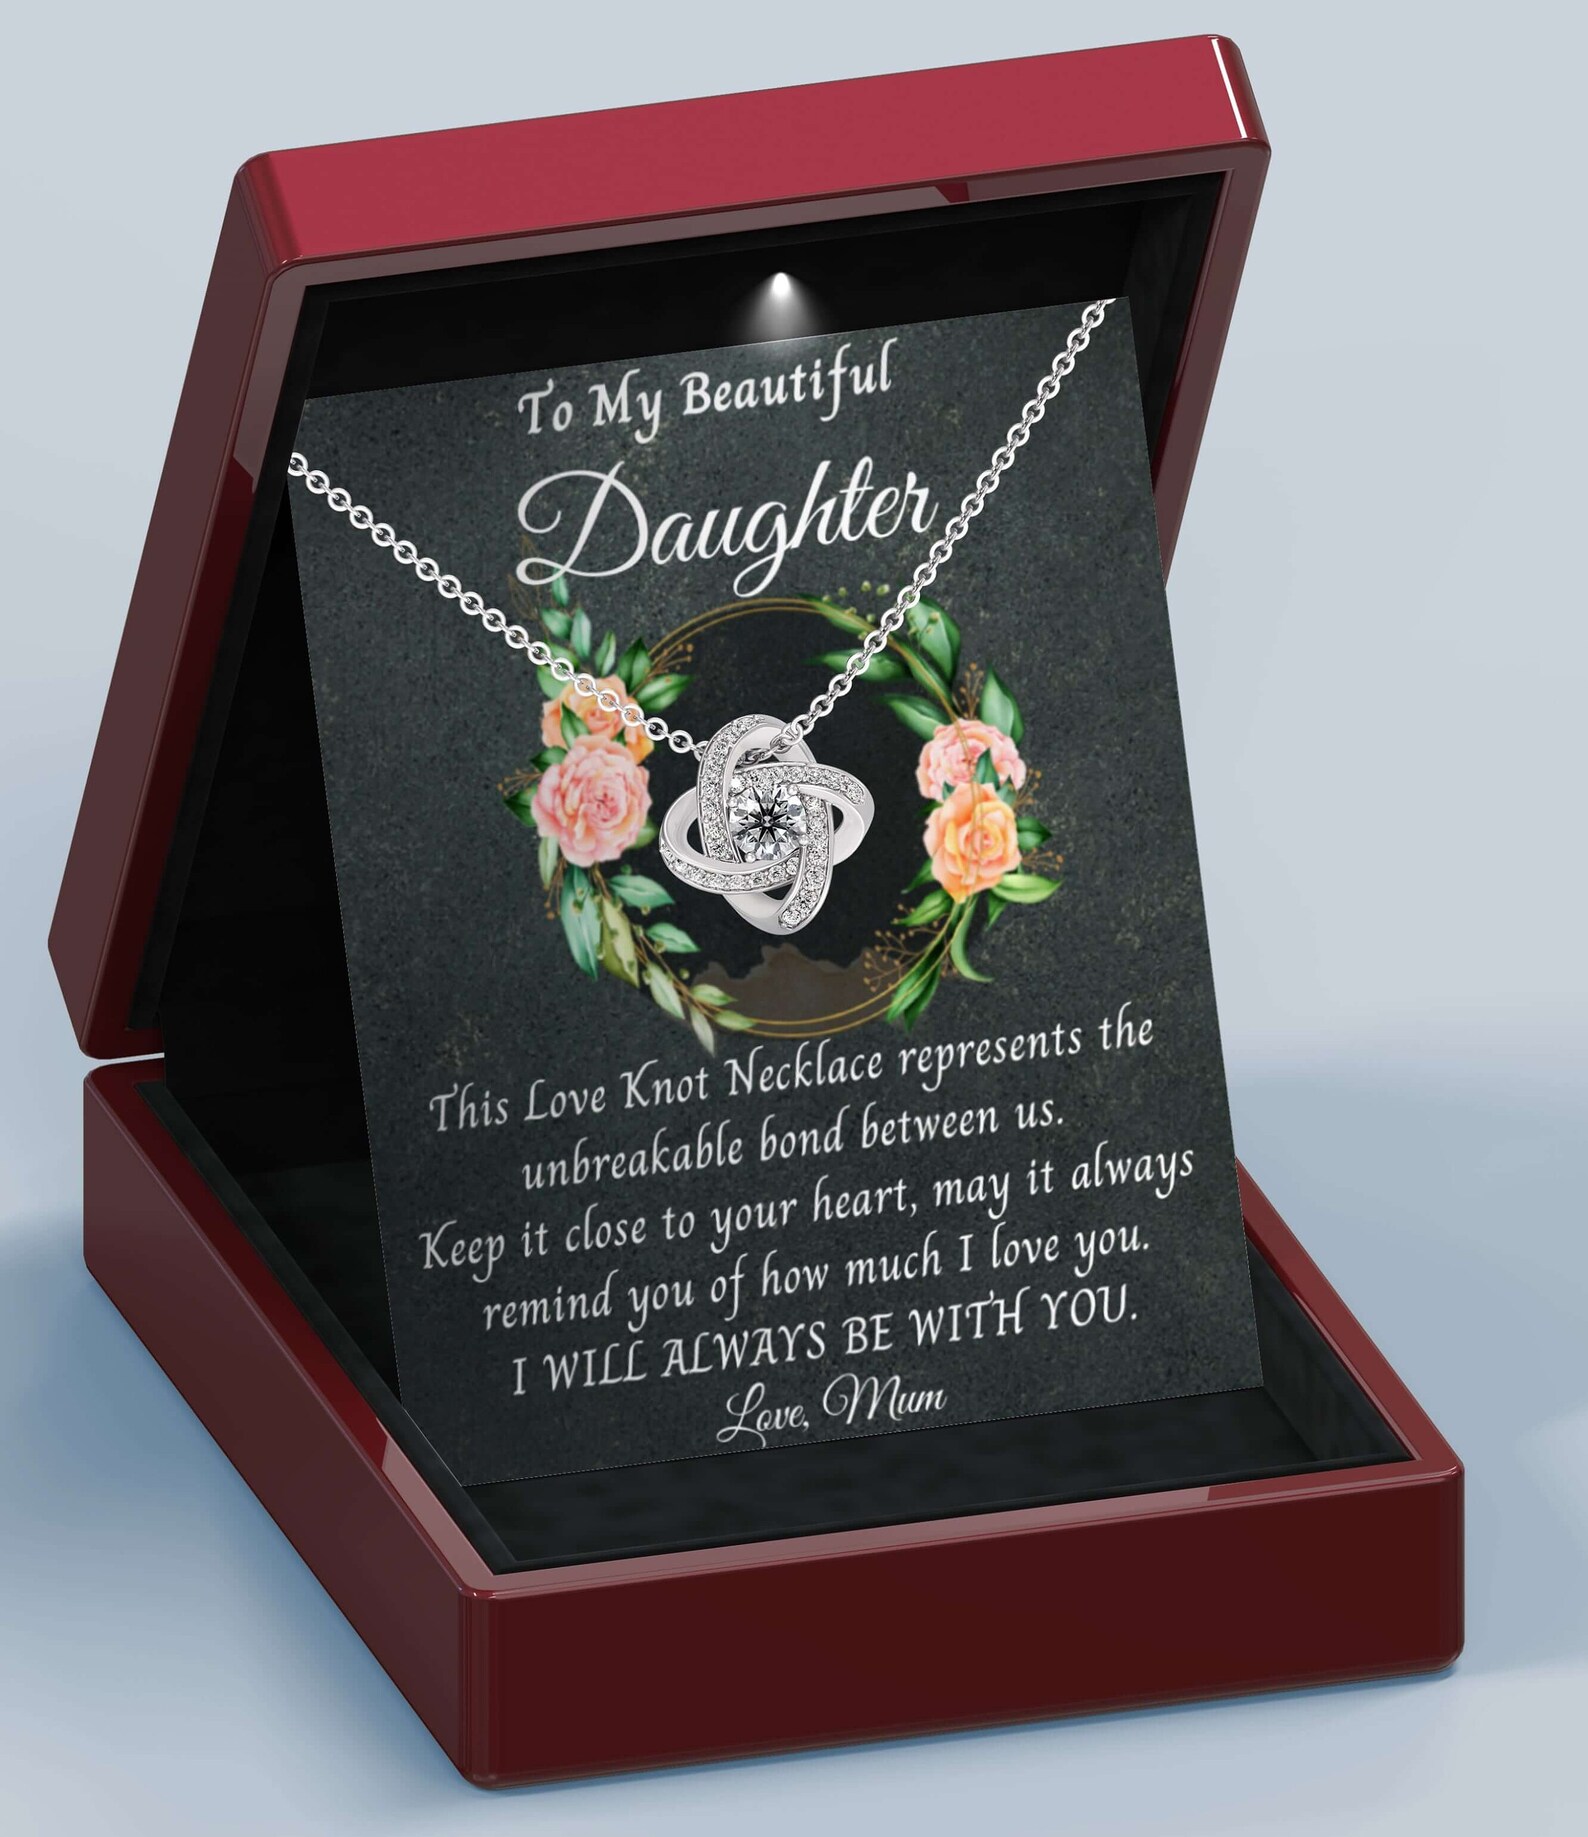 To My Beautiful
Daughter
This Love Knot Necklace represents the
unbreakable bond between us.
Keep it close to your heart, may it always
remind you of how much I love you.
I WILL ALWAYS BE WITH YOU.
Love, Mum